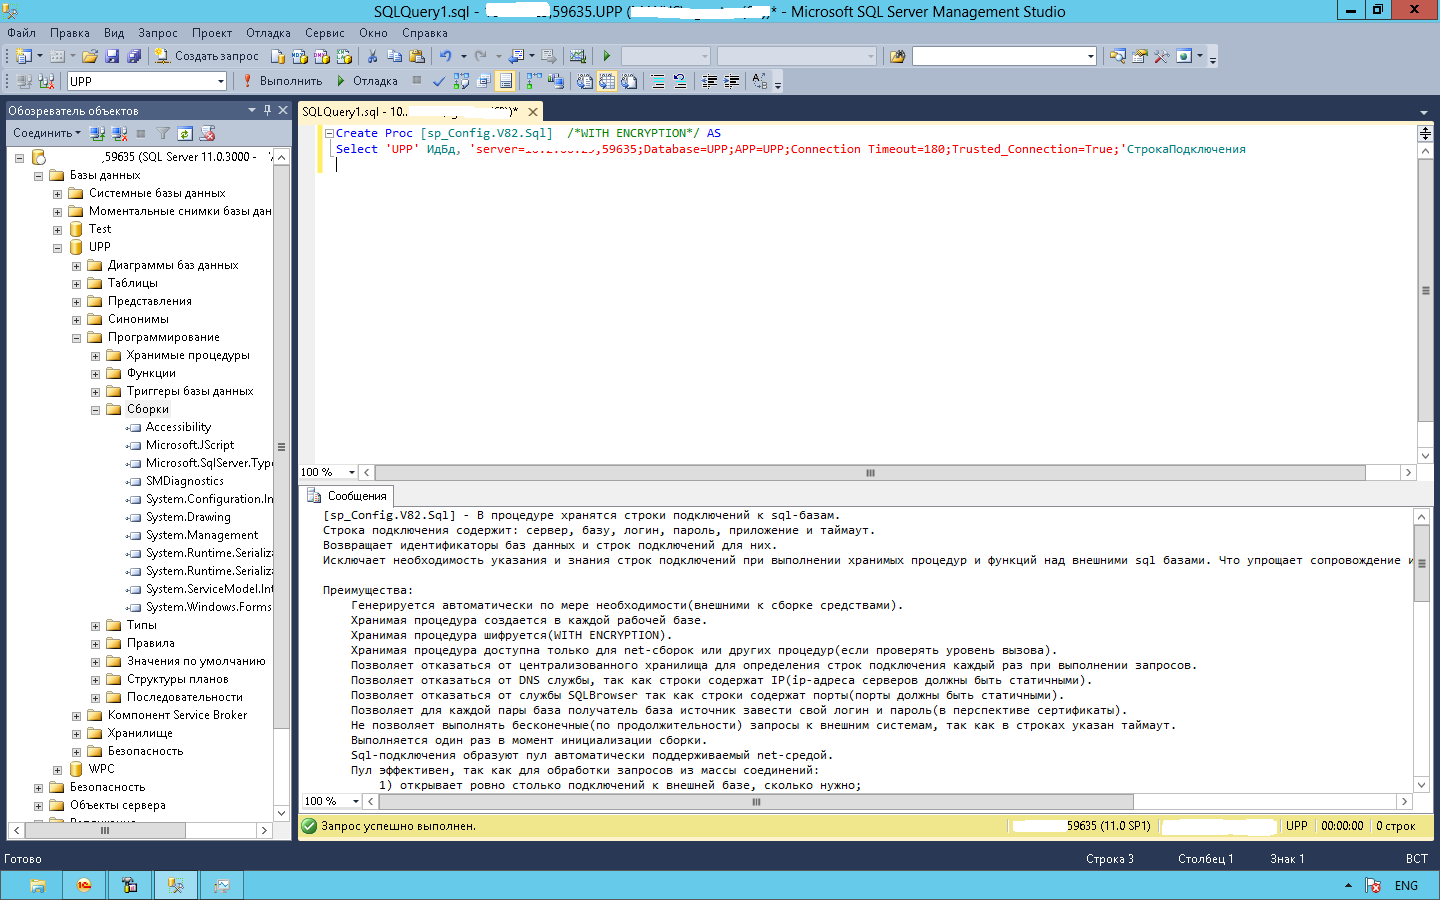 SQLQuery1.sql - ,59635.UPP ( * - Microsoft SQL Server Management Studio
Файл Правка Вид Запрос Проект Отладка Сервис Окно Справка
Создать запрос
UPP Выполнить Отладка
Обозреватель объектов
Соединить
,59635 (SQL Server 11.0.3000 -
Базы данных
Системные базы данных
Моментальные снимки базы дан
Test
UPP
Диаграммы баз данных
Таблицы
Представления
Синонимы
Программирование
Хранимые процедуры
Функции
Триггеры базы данных
Сборки
Accessibility
Microsoft.JScript
Microsoft.SqlServer.Type
SMDiagnostics
System.Configuration.In
System.Drawing
System.Management
System.Runtime.Serializa
System.Runtime.Serializa
System.ServiceModel.Int
System.Windows.Forms
Типы
Правила
Значения по умолчанию
Структуры планов
Последовательности
Компонент Service Broker
Хранилище
Безопасность
WPC
Безопасность
Объекты сервера
SQLQuery1.sql - 10..
Create Proc [sp_Config.V82.Sql] /*WITH ENCRYPTION*/ AS
Select 'UPP' ИдБд, 'server= ,59635;Database=UPP;APP=UPP;Connection Timeout=180;Trusted_Connection=True;'СтрокаПодключения
100 %
Сообщения
[sp_Config.V82.Sql] - В процедуре хранятся строки подключений к sql-базам.
Строка подключения содержит: сервер, базу, логин, пароль, приложение и таймаут.
Возвращает идентификаторы баз данных и строк подключений для них.
Исключает необходимость указания и знания строк подключений при выполнении хранимых процедур и функций над внешними sql базами. Что упрощает сопровождение и
Преимущества:
Генерируется автоматически по мере необходимости(внешними к сборке средствами).
Хранимая процедура создается в каждой рабочей базе.
Хранимая процедура шифруется(WITH ENCRYPTION).
Хранимая процедура доступна только для net-сборок или других процедур(если проверять уровень вызова).
Позволяет отказаться от централизованного хранилища для определения строк подключения каждый раз при выполнении запросов.
Позволяет отказаться от DNS службы, так как строки содержат IP(ip-адреса серверов должны быть статичными).
Позволяет отказаться от службы SQLBrowser так как строки содержат порты(порты должны быть статичными).
Позволяет для каждой пары база получатель база источник завести свой логин и пароль(в перспективе сертификаты).
Не позволяет выполнять бесконечные(по продолжительности) запросы к внешним системам, так как в строках указан таймаут.
Выполняется один раз в момент инициализации сборки.
Sql-подключения образуют пул автоматически поддерживаемый net-средой.
Пул эффективен, так как для обработки запросов из массы соединений:
1) открывает ровно столько подключений к внешней базе, сколько нужно;
100 %
Запрос успешно выполнен. 59635 (11.0 SP1) UPP 00:00:00 0 строк
Готово Строка 3 Столбец 1 Знак 1 ВСТ
ENG